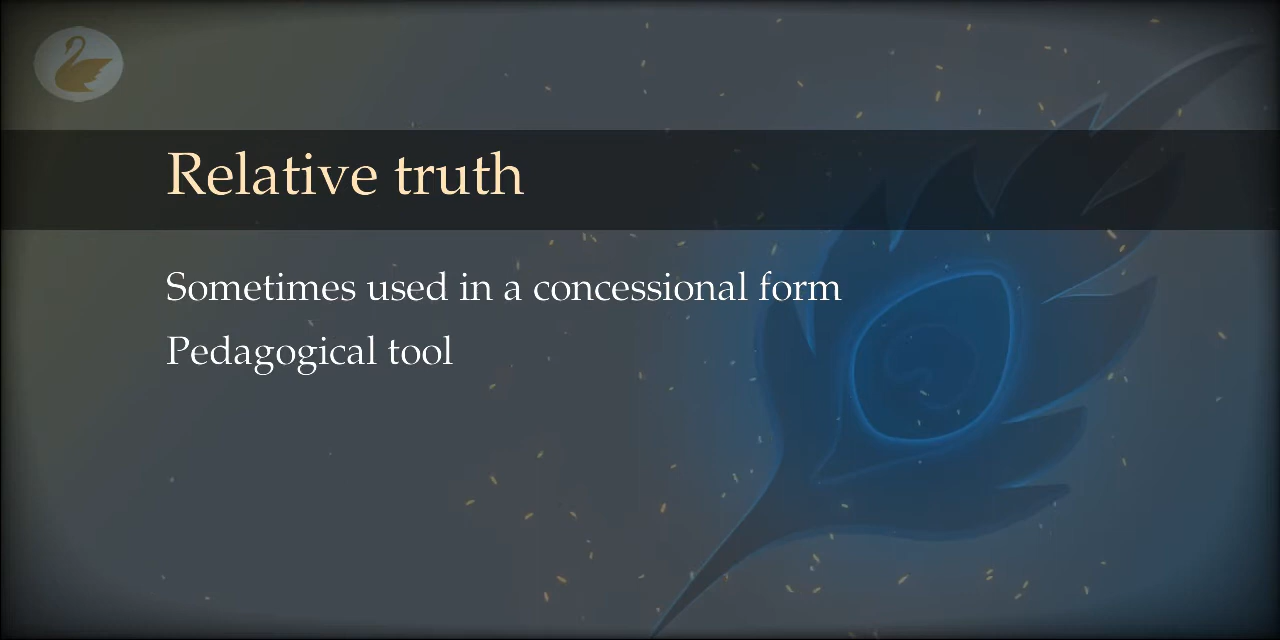 Relative truth
Sometimes used in a concessional form
Pedagogical tool